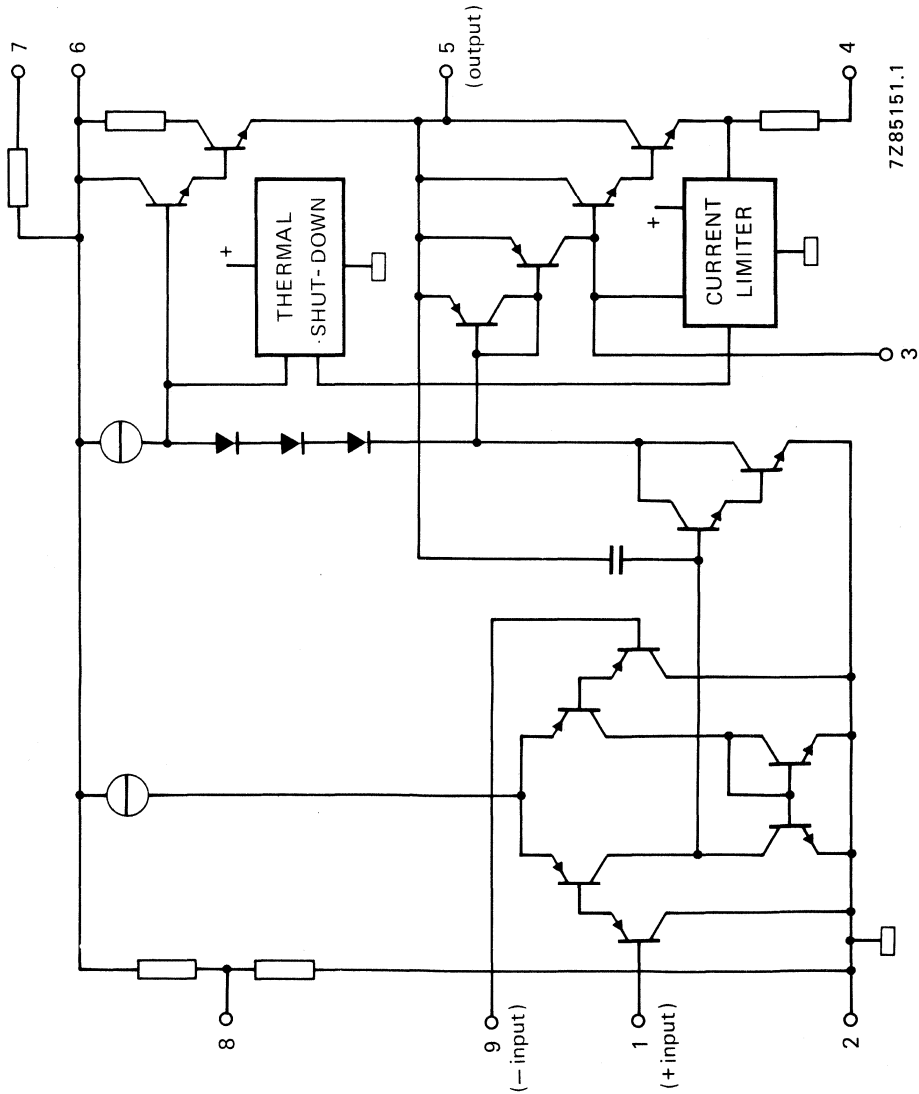 7
6
5
(output)
4
7Z85151.1
+
THERMAL
SHUT-DOWN
+
CURRENT
LIMITER
3
8
9
(− input)
1
(+ input)
2